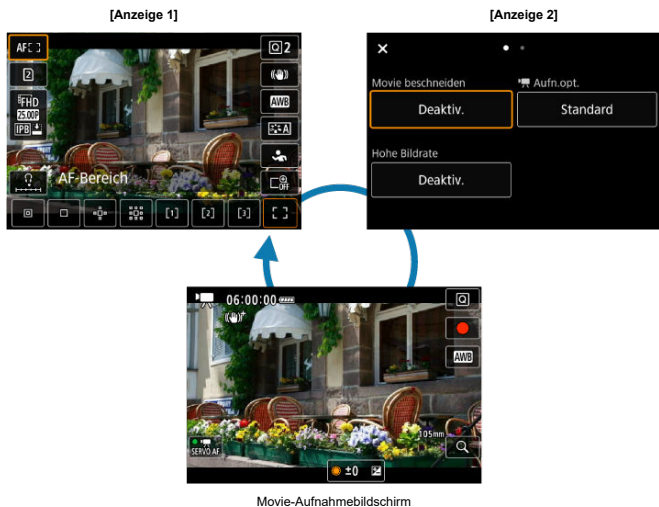 [Anzeige 1]
[Anzeige 2]
AF
Q 2
2
FHD
25.00P
IPB
AWB
A
OFF
AF-Bereich
[1]
[2]
[3]
Movie beschneiden
Aufn.opt.
Deaktiv.
Standard
Hohe Bildrate
Deaktiv.
06:00:00
Q
AWB
105mm
SERVO AF
±0
Movie-Aufnahmebildschirm